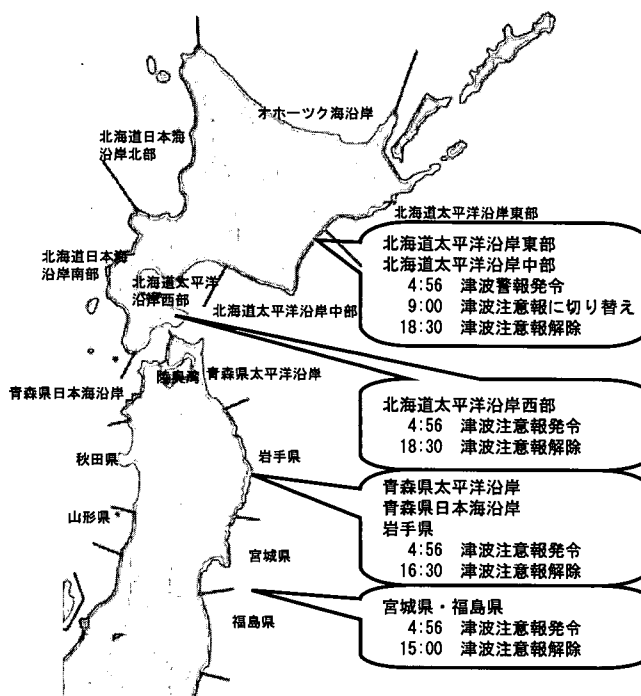 オホーツク海沿岸
北海道日本海
沿岸北部
北海道太平洋沿岸東部
北海道日本海
沿岸南部
北海道太平洋
沿岸西部
北海道太平洋沿岸中部
北海道太平洋沿岸東部
北海道太平洋沿岸中部
4:56 津波警報発令
9:00 津波注意報に切り替え
18:30 津波注意報解除
陸奥湾
青森県太平洋沿岸
青森県日本海沿岸
北海道太平洋沿岸西部
4:56 津波注意報発令
18:30 津波注意報解除
秋田県
岩手県
青森県太平洋沿岸
青森県日本海沿岸
岩手県
4:56 津波注意報発令
16:30 津波注意報解除
山形県
宮城県
福島県
宮城県・福島県
4:56 津波注意報発令
15:00 津波注意報解除